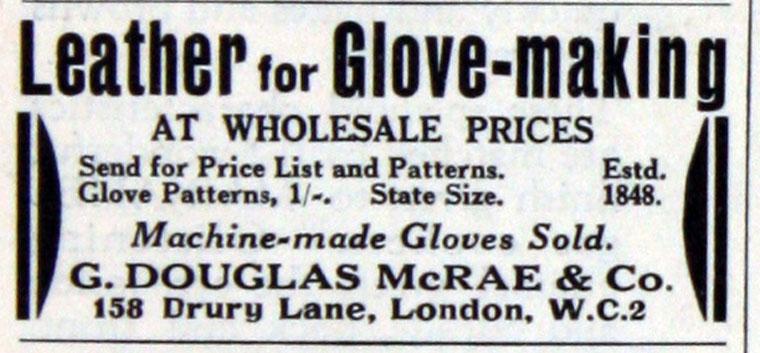 Leather for Glove-making
AT WHOLESALE PRICES
Send for Price List and Patterns. Estd.
Glove Patterns, 1/-. State Size. 1848.
Machine-made Gloves Sold.
G. DOUGLAS McRAE & Co.
158 Drury Lane, London, W.C.2